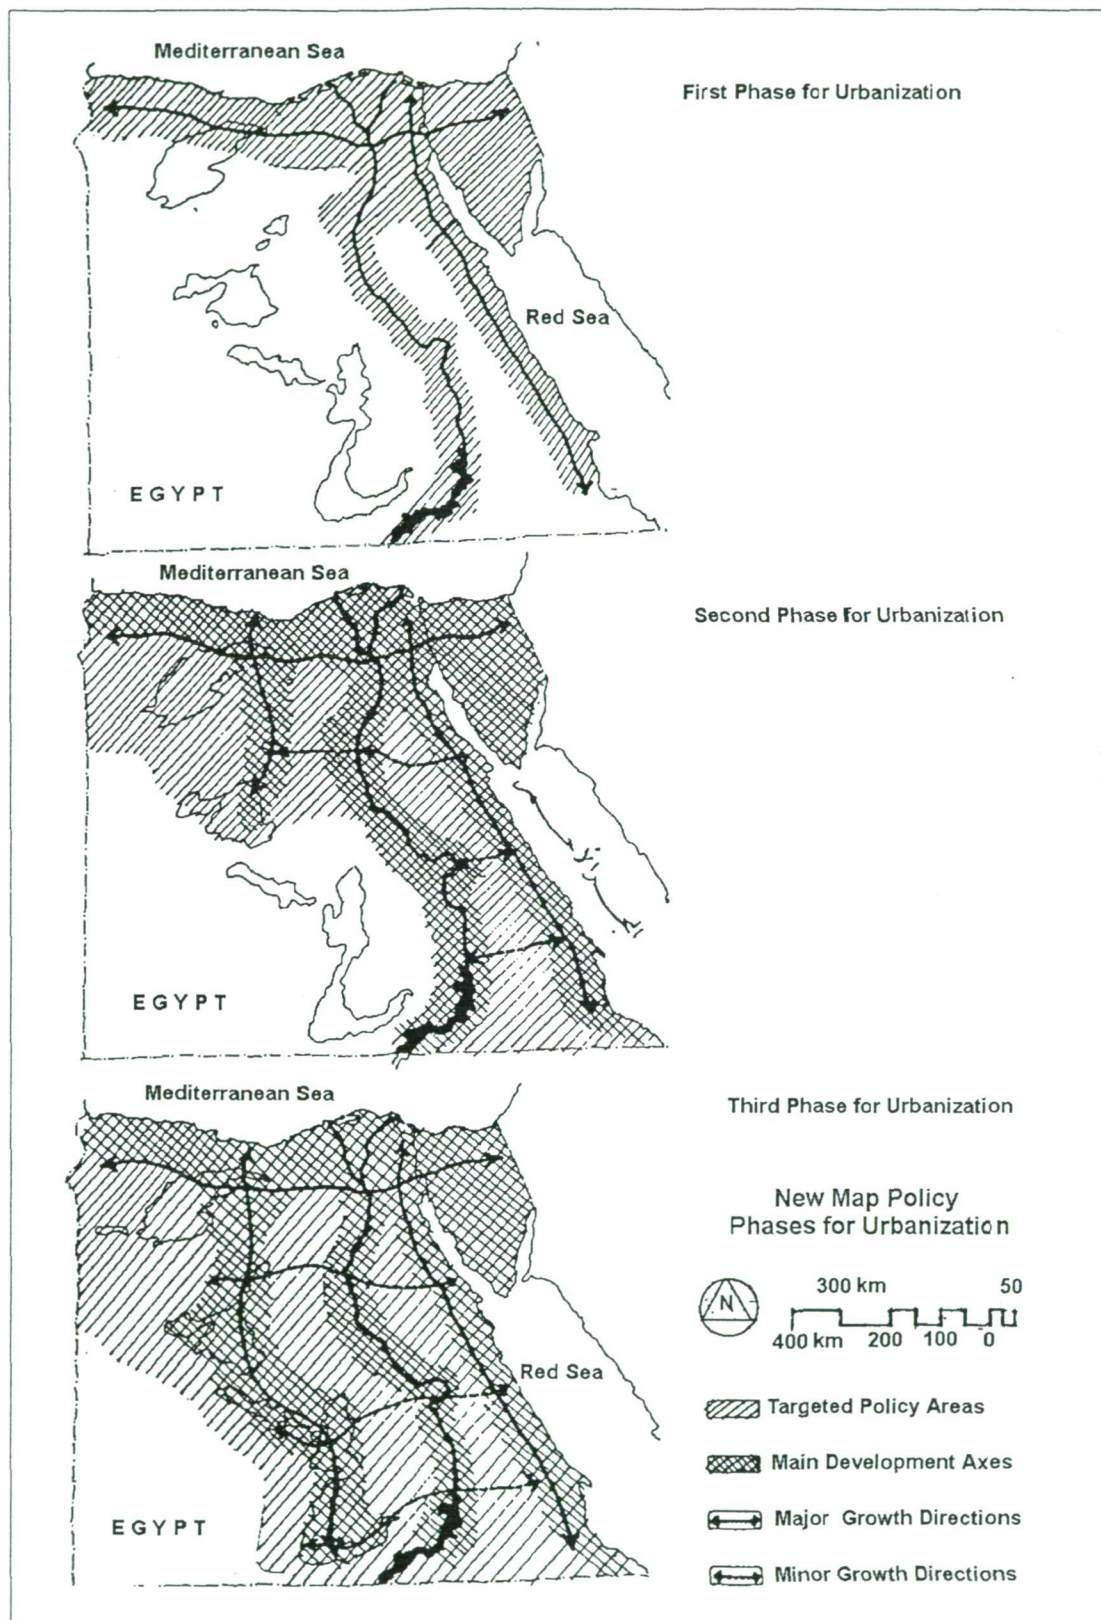 Mediterranean Sea
First Phase for Urbanization
Red Sea
EGYPT
Mediterranean Sea
Second Phase for Urbanization
EGYPT
Mediterranean Sea
Third Phase for Urbanization
New Map Policy
Phases for Urbanization
N
300 km 50
400 km 200 100 0
Red Sea
Targeted Policy Areas
Main Development Axes
EGYPT
Major Growth Directions
Minor Growth Directions